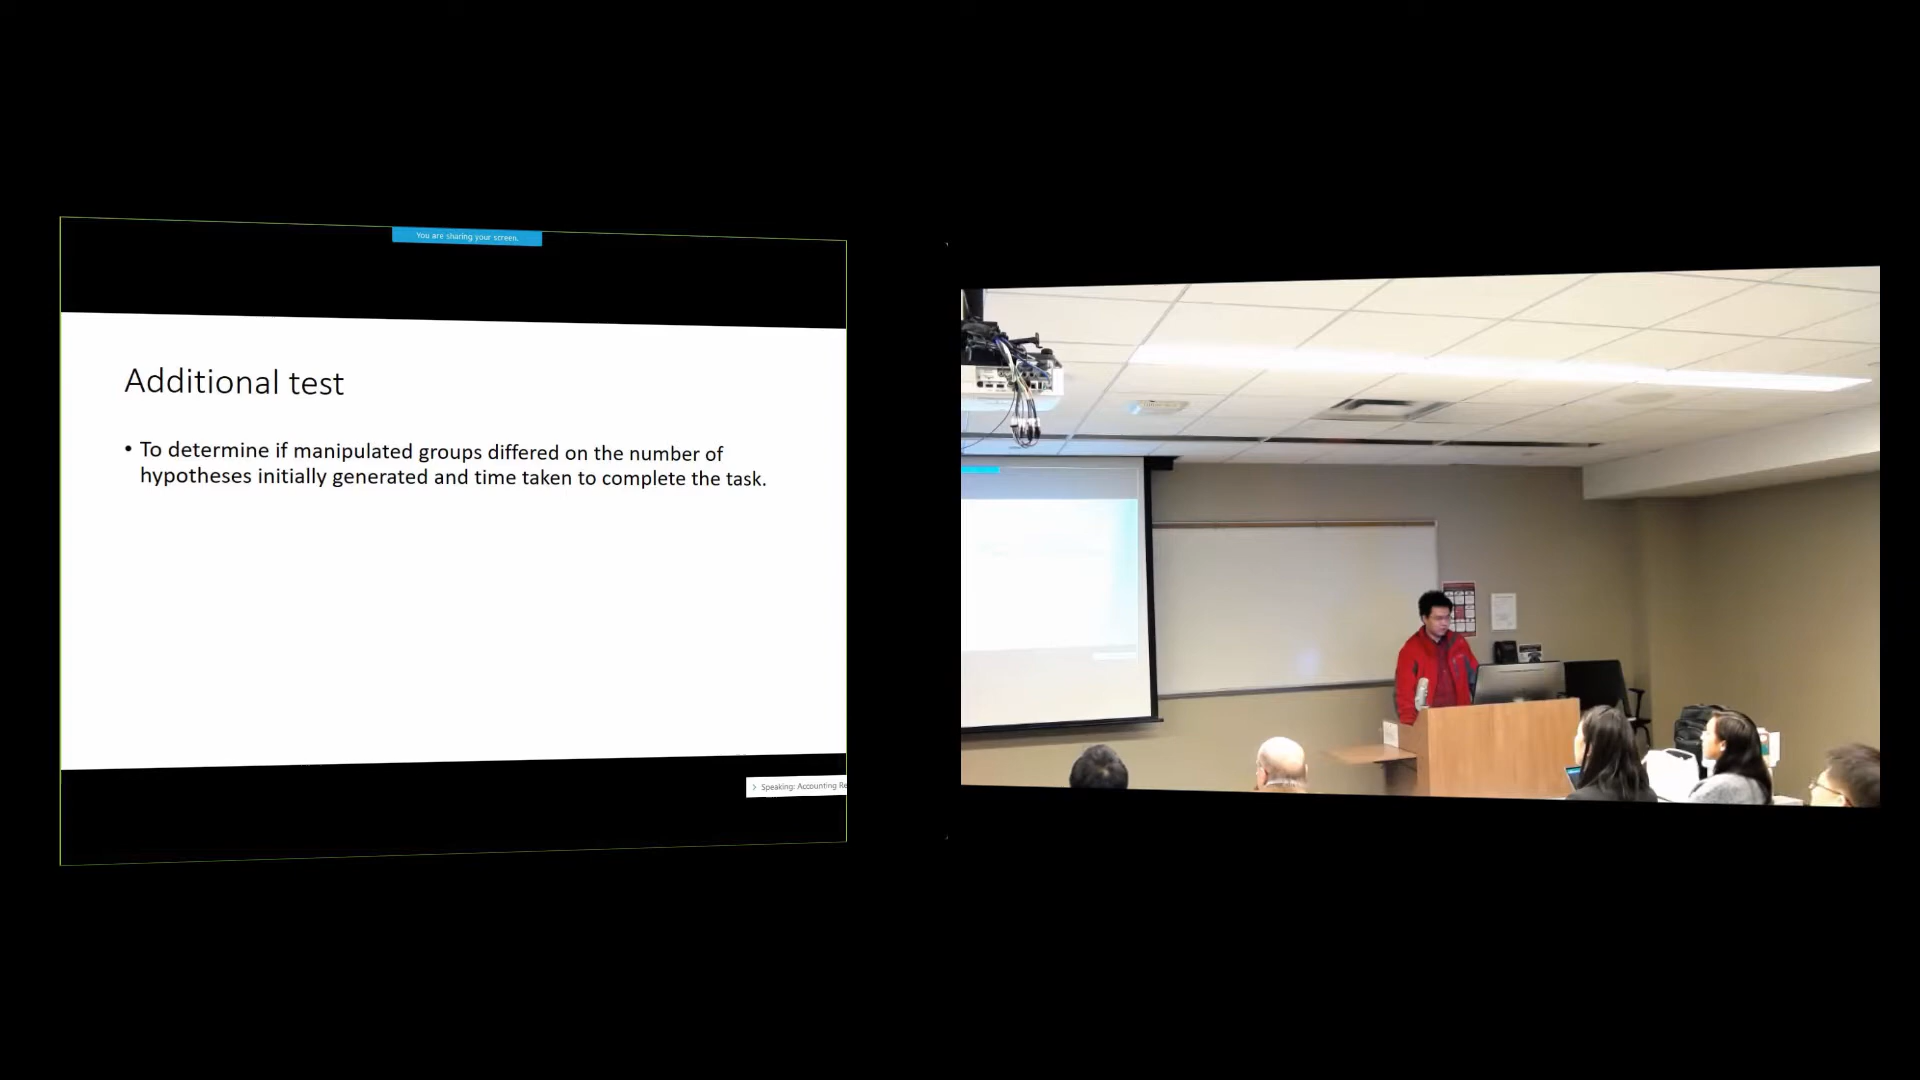 You are sharing your screen.
Additional test
• To determine if manipulated groups differed on the number of
hypotheses initially generated and time taken to complete the task.
Speaking: Accounting